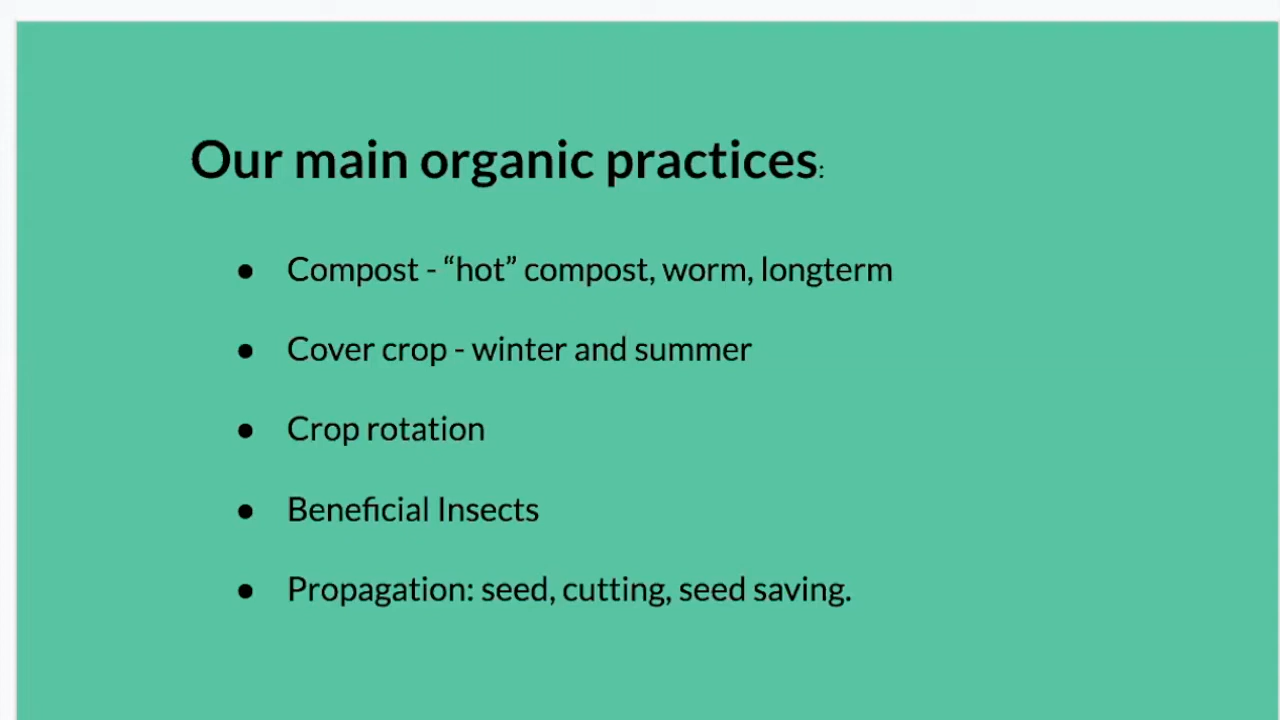 Our main organic practices:
● Compost - “hot” compost, worm, longterm
● Cover crop - winter and summer
● Crop rotation
● Beneficial Insects
● Propagation: seed, cutting, seed saving.